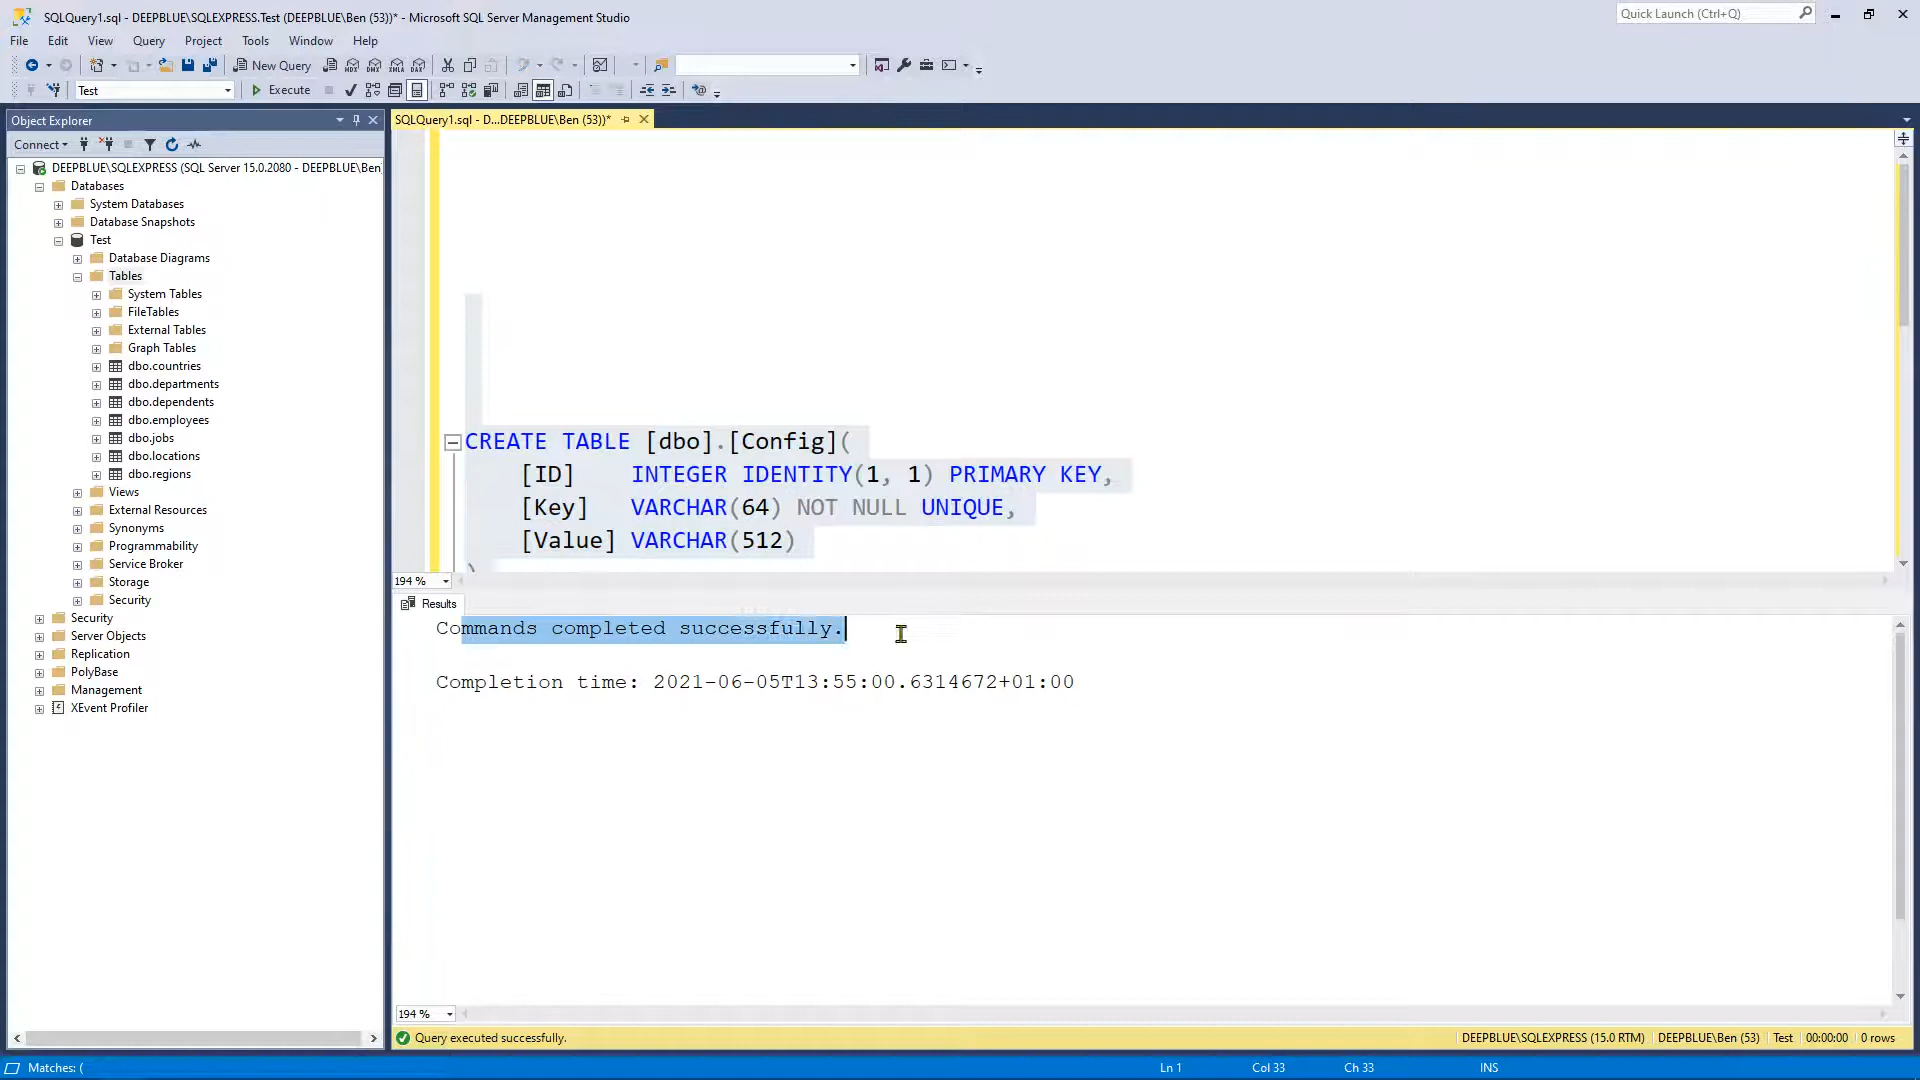 SQLQuery1.sql - DEEPBLUE\SQLEXPRESS.Test (DEEPBLUE\Ben (53))* - Microsoft SQL Server Management Studio
Quick Launch (Ctrl+Q)
File Edit View Query Project Tools Window Help
New Query
MDX DMX XMLA DAX
Test
Execute
Object Explorer
SQLQuery1.sql - D...DEEPBLUE\Ben (53))*
Connect
DEEPBLUE\SQLEXPRESS (SQL Server 15.0.2080 - DEEPBLUE\Ben
Databases
System Databases
Database Snapshots
Test
Database Diagrams
Tables
System Tables
FileTables
External Tables
Graph Tables
dbo.countries
dbo.departments
dbo.dependents
dbo.employees
dbo.jobs
dbo.locations
dbo.regions
Views
External Resources
Synonyms
Programmability
Service Broker
Storage
Security
Security
Server Objects
Replication
PolyBase
Management
XEvent Profiler
CREATE TABLE [dbo].[Config](
[ID] INTEGER IDENTITY(1, 1) PRIMARY KEY,
[Key] VARCHAR(64) NOT NULL UNIQUE,
[Value] VARCHAR(512)
)
194 %
Results
Commands completed successfully.
Completion time: 2021-06-05T13:55:00.6314672+01:00
194 %
Query executed successfully.
DEEPBLUE\SQLEXPRESS (15.0 RTM) DEEPBLUE\Ben (53) Test 00:00:00 0 rows
Matches: (
Ln 1 Col 33 Ch 33 INS